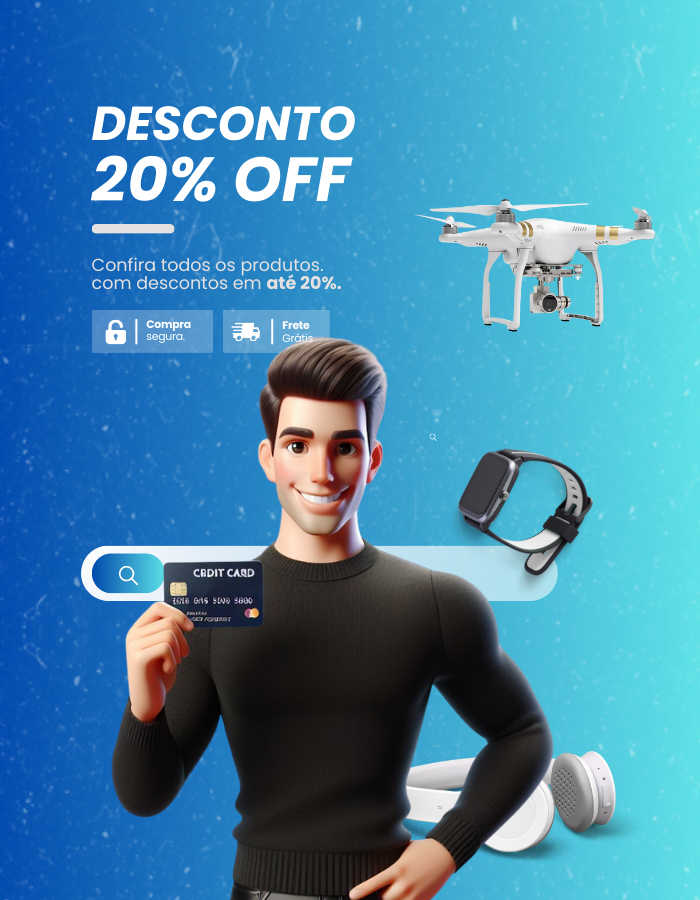 DESCONTO
20% OFF
Confira todos os produtos.
com descontos em até 20%.
Compra
segura.
Frete
Grátis
CRDIT CARD